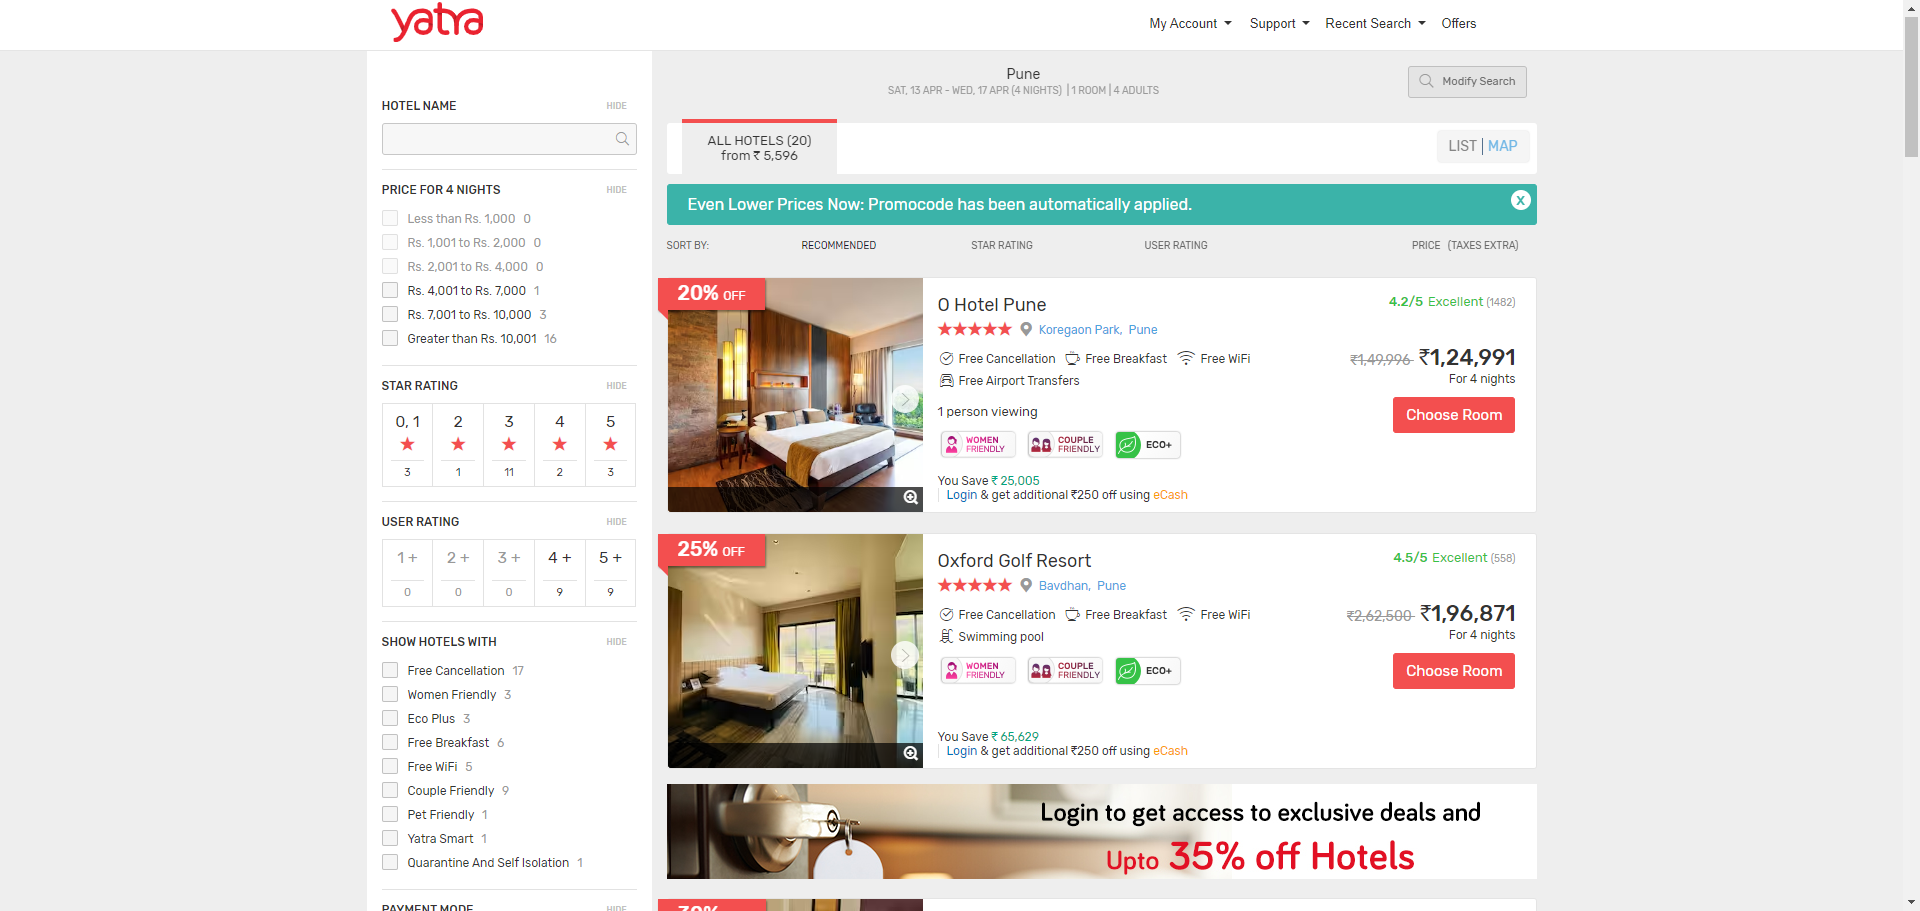 yatra
My Account Support Recent Search Offers
Pune
SAT, 13 APR - WED, 17 APR (4 NIGHTS) | 1 ROOM | 4 ADULTS
Modify Search
HOTEL NAME HIDE
PRICE FOR 4 NIGHTS HIDE
Less than Rs. 1,000 0
Rs. 1,001 to Rs. 2,000 0
Rs. 2,001 to Rs. 4,000 0
Rs. 4,001 to Rs. 7,000 1
Rs. 7,001 to Rs. 10,000 3
Greater than Rs. 10,001 16
STAR RATING HIDE
0, 1 2 3 4 5
3 1 11 2 3
USER RATING HIDE
1 + 2 + 3 + 4 + 5 +
0 0 0 9 9
SHOW HOTELS WITH HIDE
Free Cancellation 17
Women Friendly 3
Eco Plus 3
Free Breakfast 6
Free WiFi 5
Couple Friendly 9
Pet Friendly 1
Yatra Smart 1
Quarantine And Self Isolation 1
PAYMENT MODE HIDE
ALL HOTELS (20)
from ₹ 5,596
LIST | MAP
Even Lower Prices Now: Promocode has been automatically applied.
X
SORT BY: RECOMMENDED STAR RATING USER RATING PRICE (TAXES EXTRA)
20% OFF
O Hotel Pune
4.2/5 Excellent (1482)
Koregaon Park, Pune
Free Cancellation Free Breakfast Free WiFi
Free Airport Transfers
₹1,49,996 ₹1,24,991
For 4 nights
Choose Room
1 person viewing
WOMEN FRIENDLY COUPLE FRIENDLY ECO+
You Save ₹ 25,005
Login & get additional ₹250 off using eCash
25% OFF
Oxford Golf Resort
4.5/5 Excellent (558)
Bavdhan, Pune
Free Cancellation Free Breakfast Free WiFi
Swimming pool
₹2,62,500 ₹1,96,871
For 4 nights
Choose Room
WOMEN FRIENDLY COUPLE FRIENDLY ECO+
You Save ₹ 65,629
Login & get additional ₹250 off using eCash
Login to get access to exclusive deals and
Upto 35% off Hotels